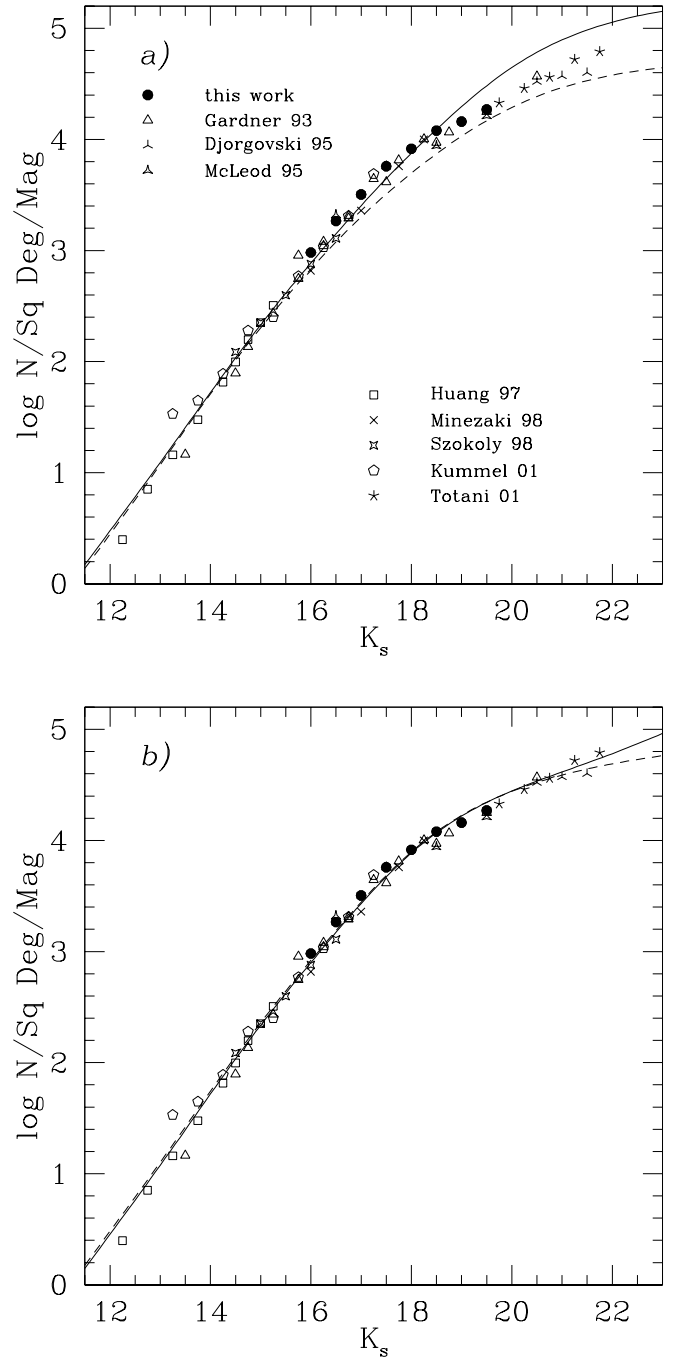 a)
this work
Gardner 93
Djorgovski 95
McLeod 95
Huang 97
Minezaki 98
Szokoly 98
Kummel 01
Totani 01
log N/Sq Deg/Mag
5
4
3
2
1
0
12 14 16 18 20 22
Ks
b)
log N/Sq Deg/Mag
5
4
3
2
1
0
12 14 16 18 20 22
Ks